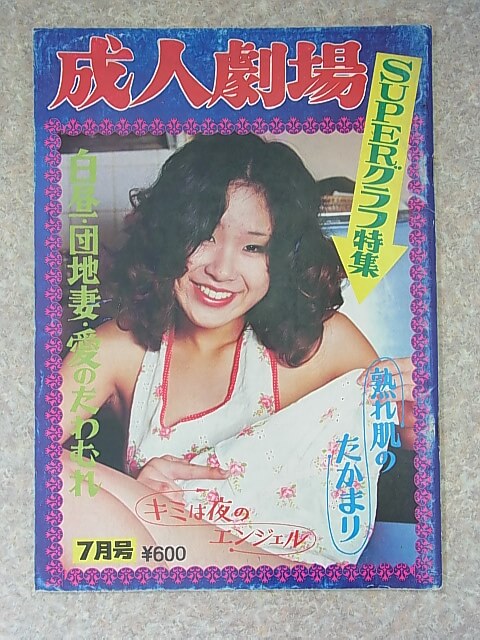 成人劇場
SUPERグラフ特集
白昼・団地妻・愛のたわむれ
熟れ肌の
たかまり
キミは夜の
エンジェル
7月号 ¥600